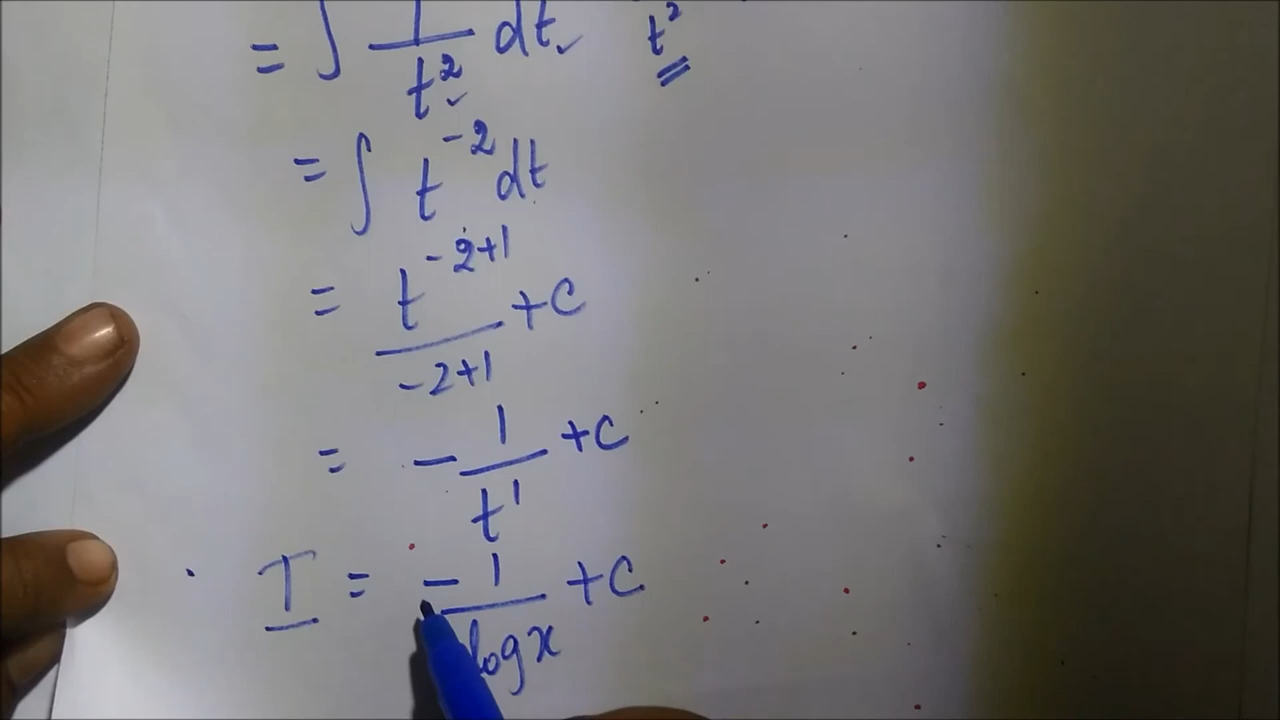 = ∫ 1/t² dt t²
= ∫ t⁻² dt
= t⁻²⁺¹/-2+1 + C
= - 1/t¹ + C
I = -1/log x + C